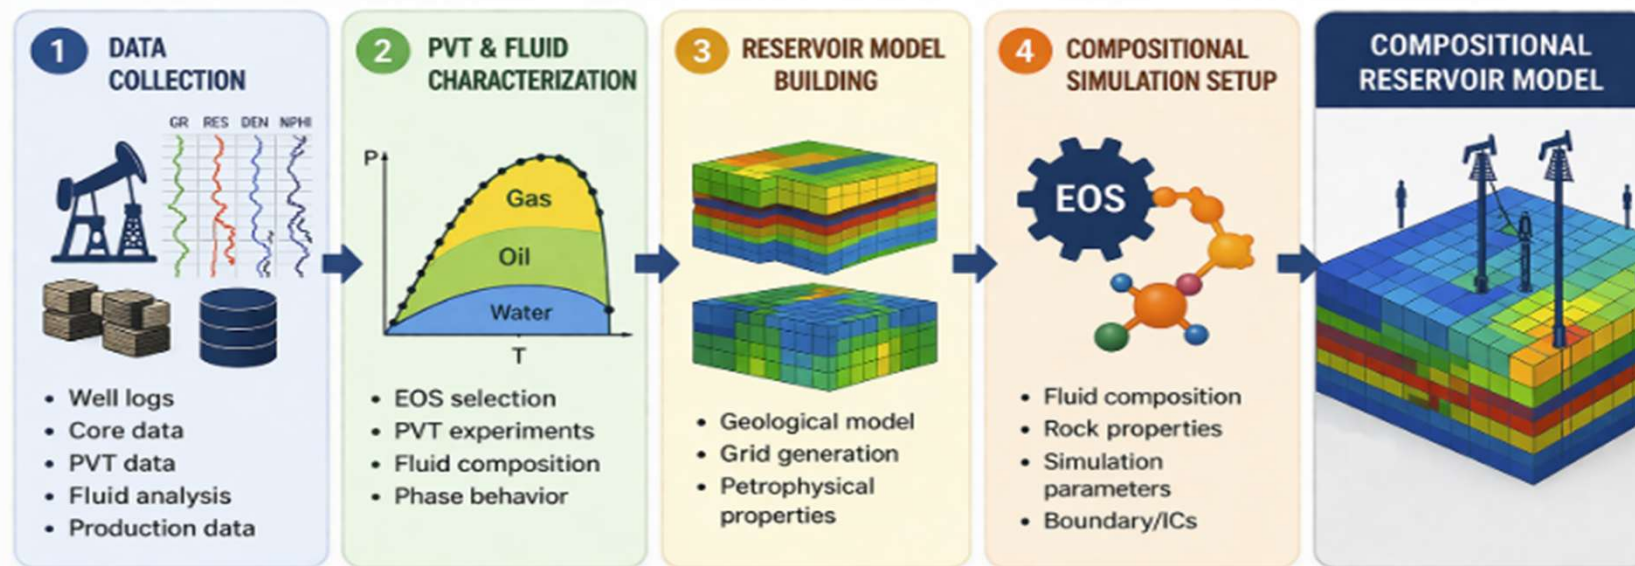 1 DATA
COLLECTION
GR RES DEN NPHI
• Well logs
• Core data
• PVT data
• Fluid analysis
• Production data
2 PVT & FLUID
CHARACTERIZATION
P
Gas
Oil
Water
T
• EOS selection
• PVT experiments
• Fluid composition
• Phase behavior
3 RESERVOIR MODEL
BUILDING
• Geological model
• Grid generation
• Petrophysical
properties
4 COMPOSITIONAL
SIMULATION SETUP
EOS
• Fluid composition
• Rock properties
• Simulation
parameters
• Boundary/ICs
COMPOSITIONAL
RESERVOIR MODEL